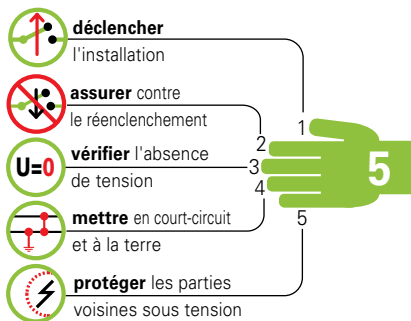 déclencher
l'installation
assurer contre
le réenclenchement
U=0
vérifier l'absence
de tension
mettre en court-circuit
et à la terre
protéger les parties
voisines sous tension
1
2
3
4
5
5